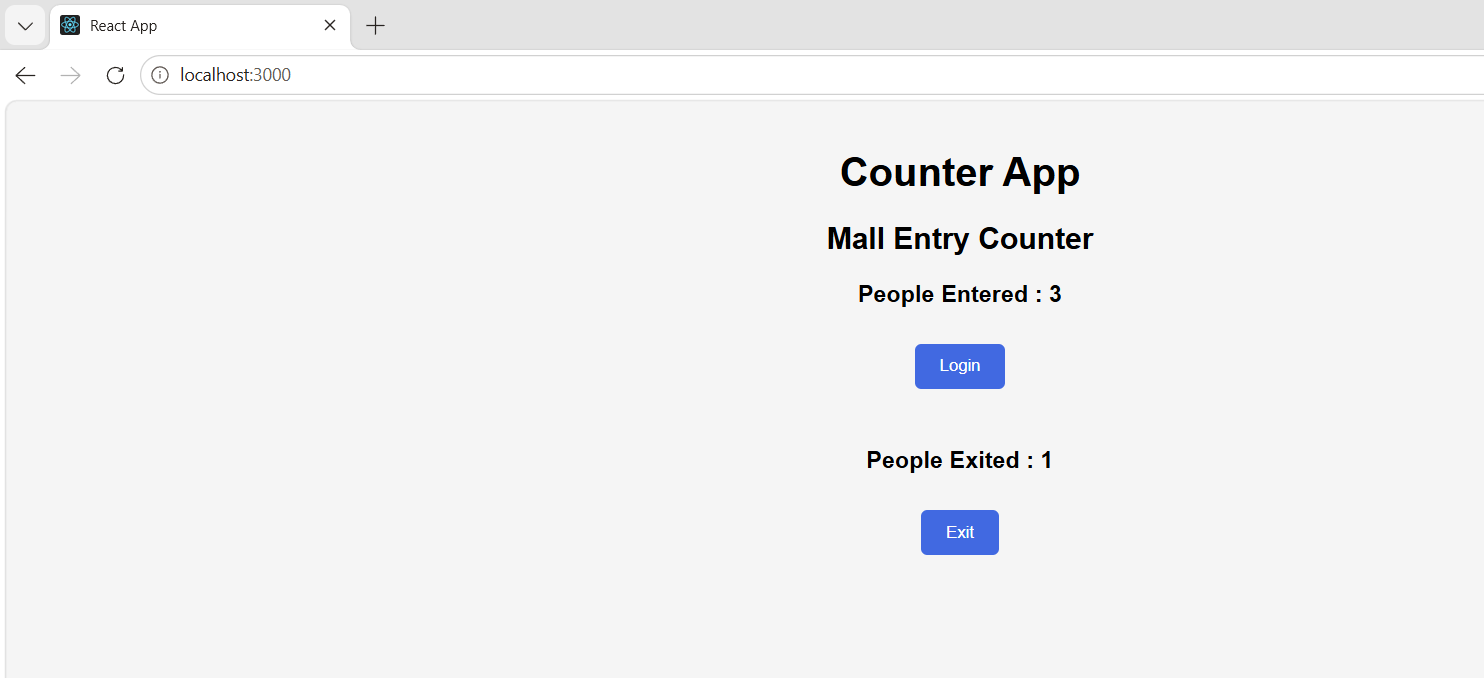 React App
localhost:3000
Counter App
Mall Entry Counter
People Entered : 3
Login
People Exited : 1
Exit